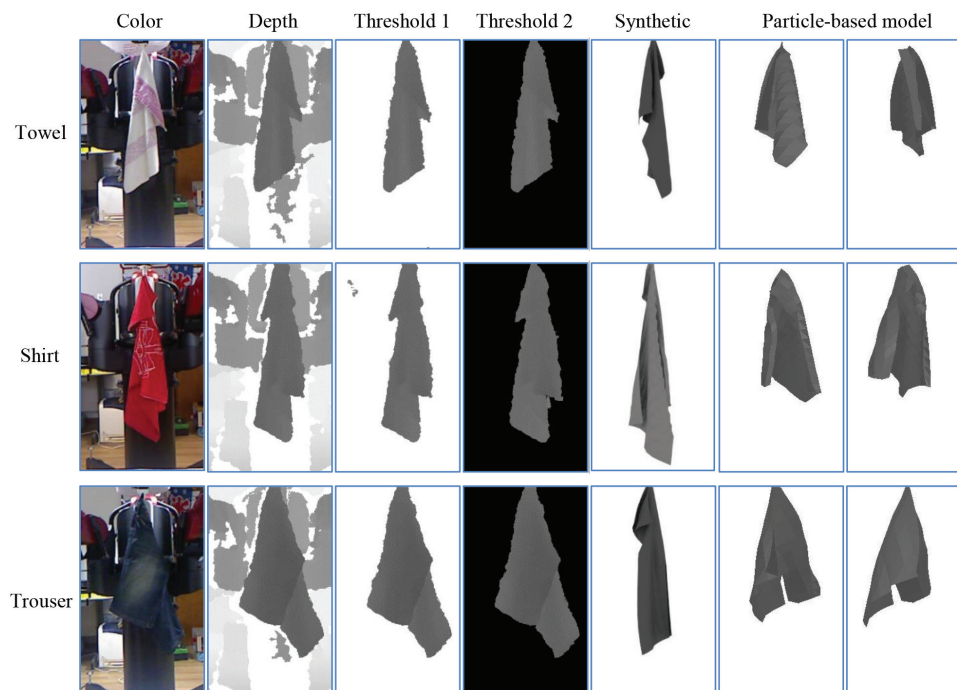 Color Depth Threshold 1 Threshold 2 Synthetic Particle-based model
Towel
Shirt
Trouser